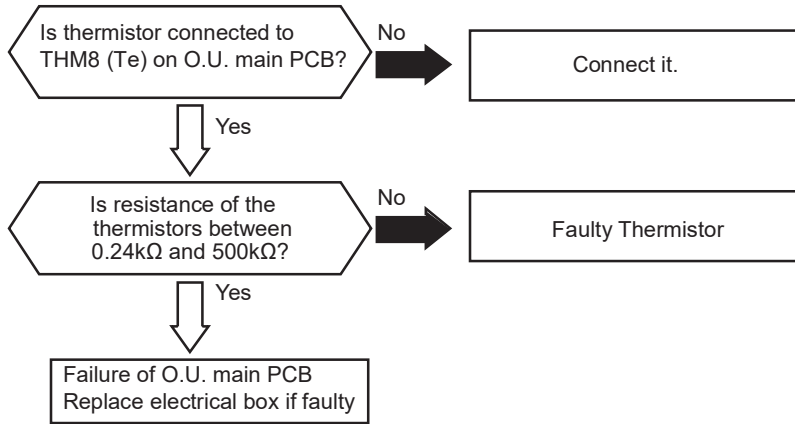 Is thermistor connected to
THM8 (Te) on O.U. main PCB?
No
Connect it.
Yes
Is resistance of the
thermistors between
0.24kΩ and 500kΩ?
No
Faulty Thermistor
Yes
Failure of O.U. main PCB
Replace electrical box if faulty